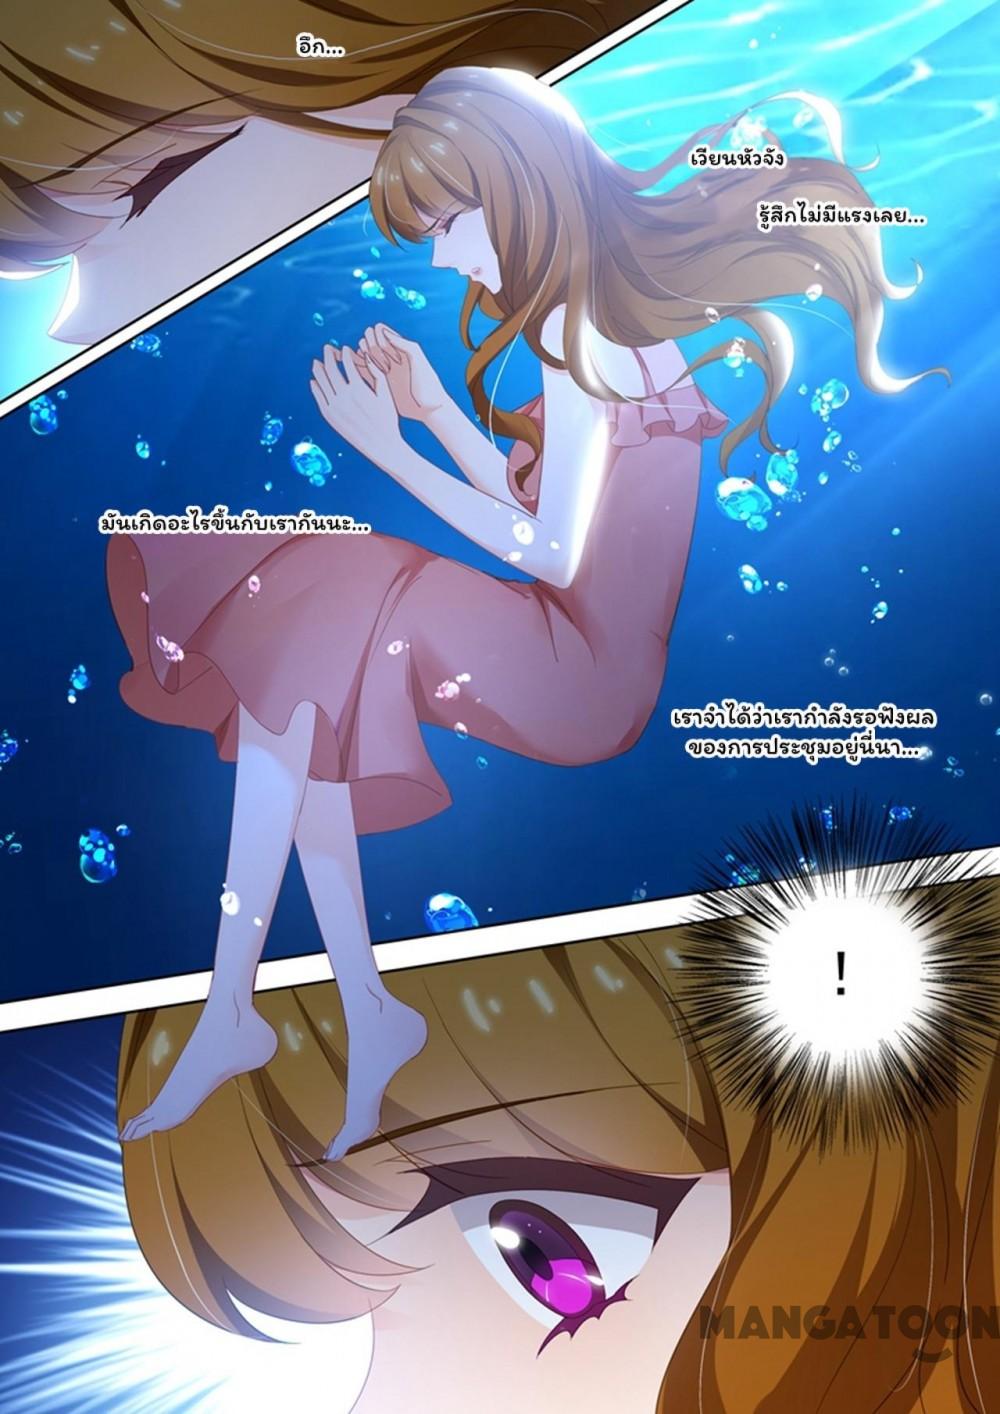 อึก...
เวียนหัวจัง
รู้สึกไม่มีแรงเลย...
มันเกิดอะไรขึ้นกับเรากันนะ...
เราจำได้ว่าเรากำลังรอฟังผล
ของการประชุมอยู่นี่นา...
!
MANGATOON